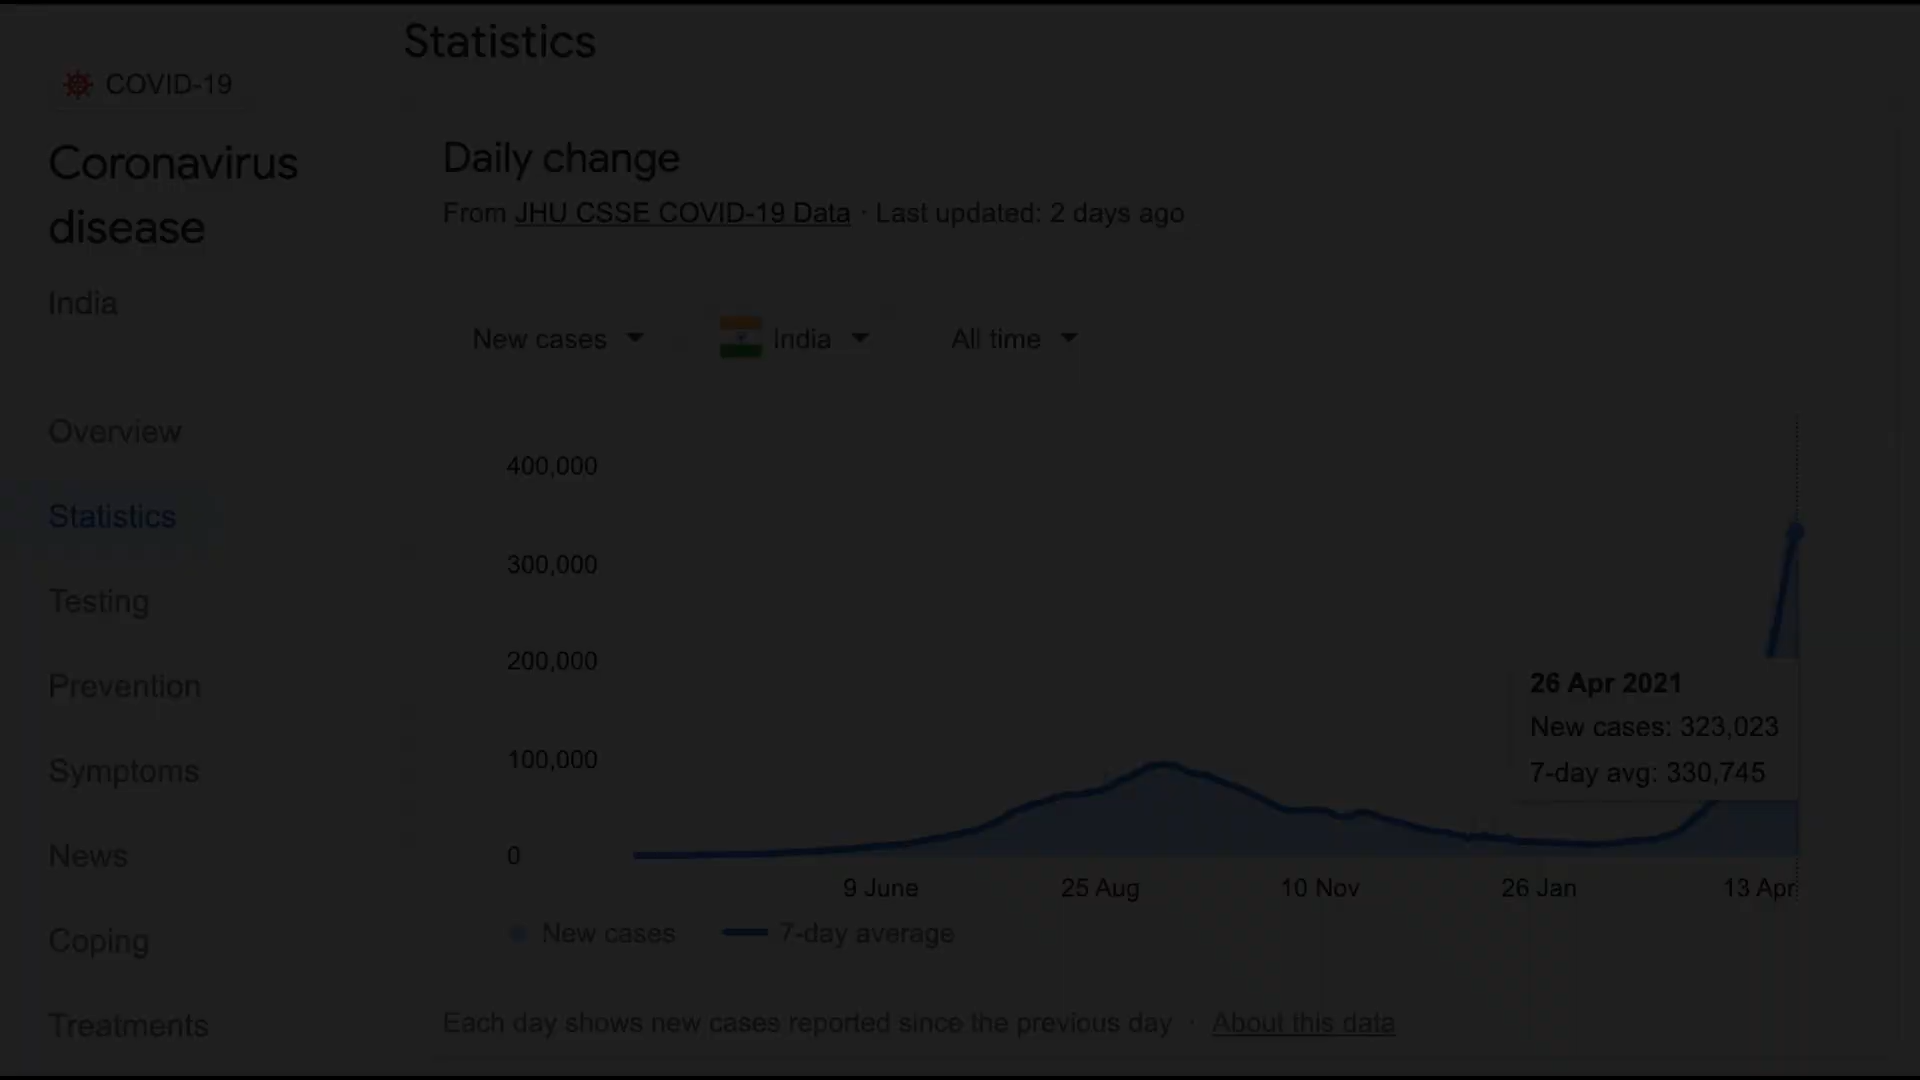 Statistics
COVID-19
Coronavirus
disease
India
Overview
Statistics
Testing
Prevention
Symptoms
News
Coping
Treatments
Daily change
From JHU CSSE COVID-19 Data · Last updated: 2 days ago
New cases India All time
400,000
300,000
200,000
100,000
0
26 Apr 2021
New cases: 323,023
7-day avg: 330,745
9 June 25 Aug 10 Nov 26 Jan 13 Apr
New cases 7-day average
Each day shows new cases reported since the previous day · About this data